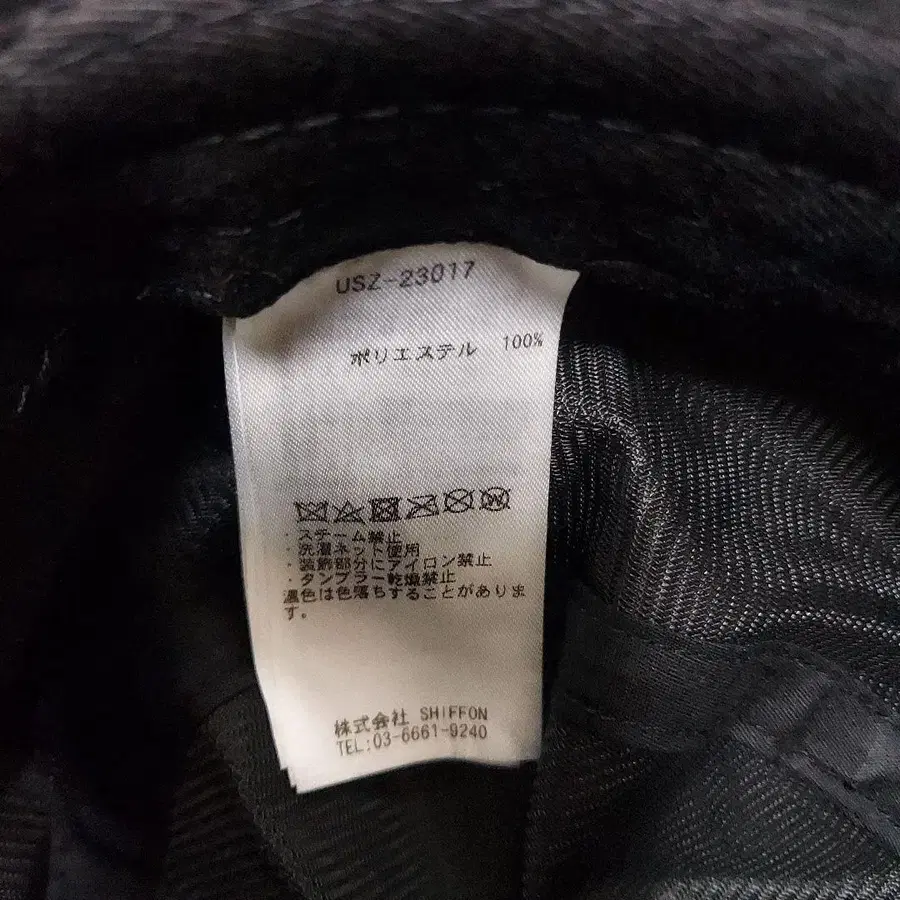 USZ-23017
ポリエステル 100%
・スチーム禁止
・洗濯ネット使用
・装飾部分にアイロン禁止
・タンブラー乾燥禁止
濃色は色落ちすることがありま
す。
株式会社 SHIFFON
TEL:03-6661-9240